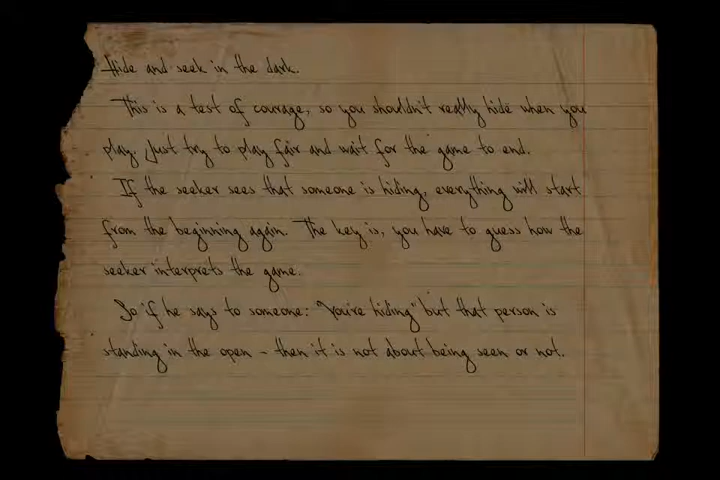 Hide and seek in the dark.
This is a test of courage, so you shouldn't really hide when you
play. Just try to play fair and wait for the game to end.
If the seeker sees that someone is hiding, everything will start
from the beginning again. The key is, you have to guess how the
seeker interprets the game.
So if he says to someone: "You're hiding" but that person is
standing in the open - then it is not about being seen or not.